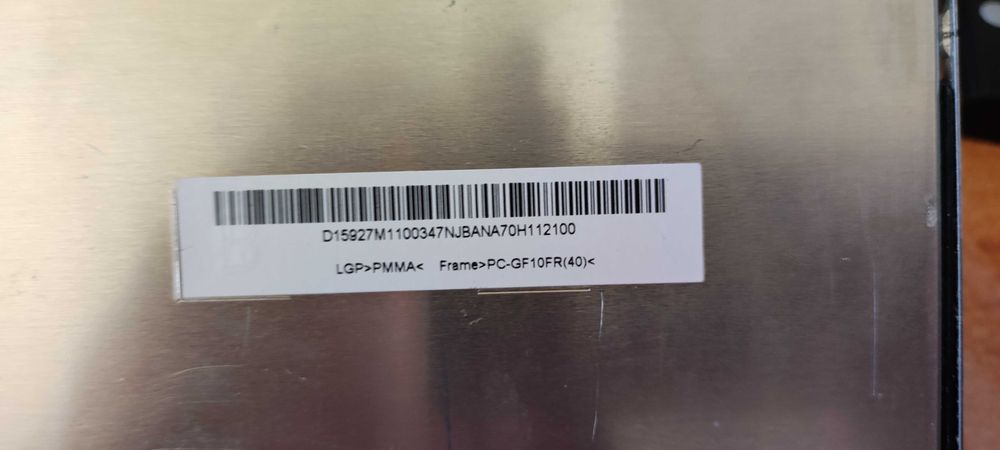 D15927M1100347NJBANA70H112100
LGP>PMMA< Frame>PC-GF10FR(40)<